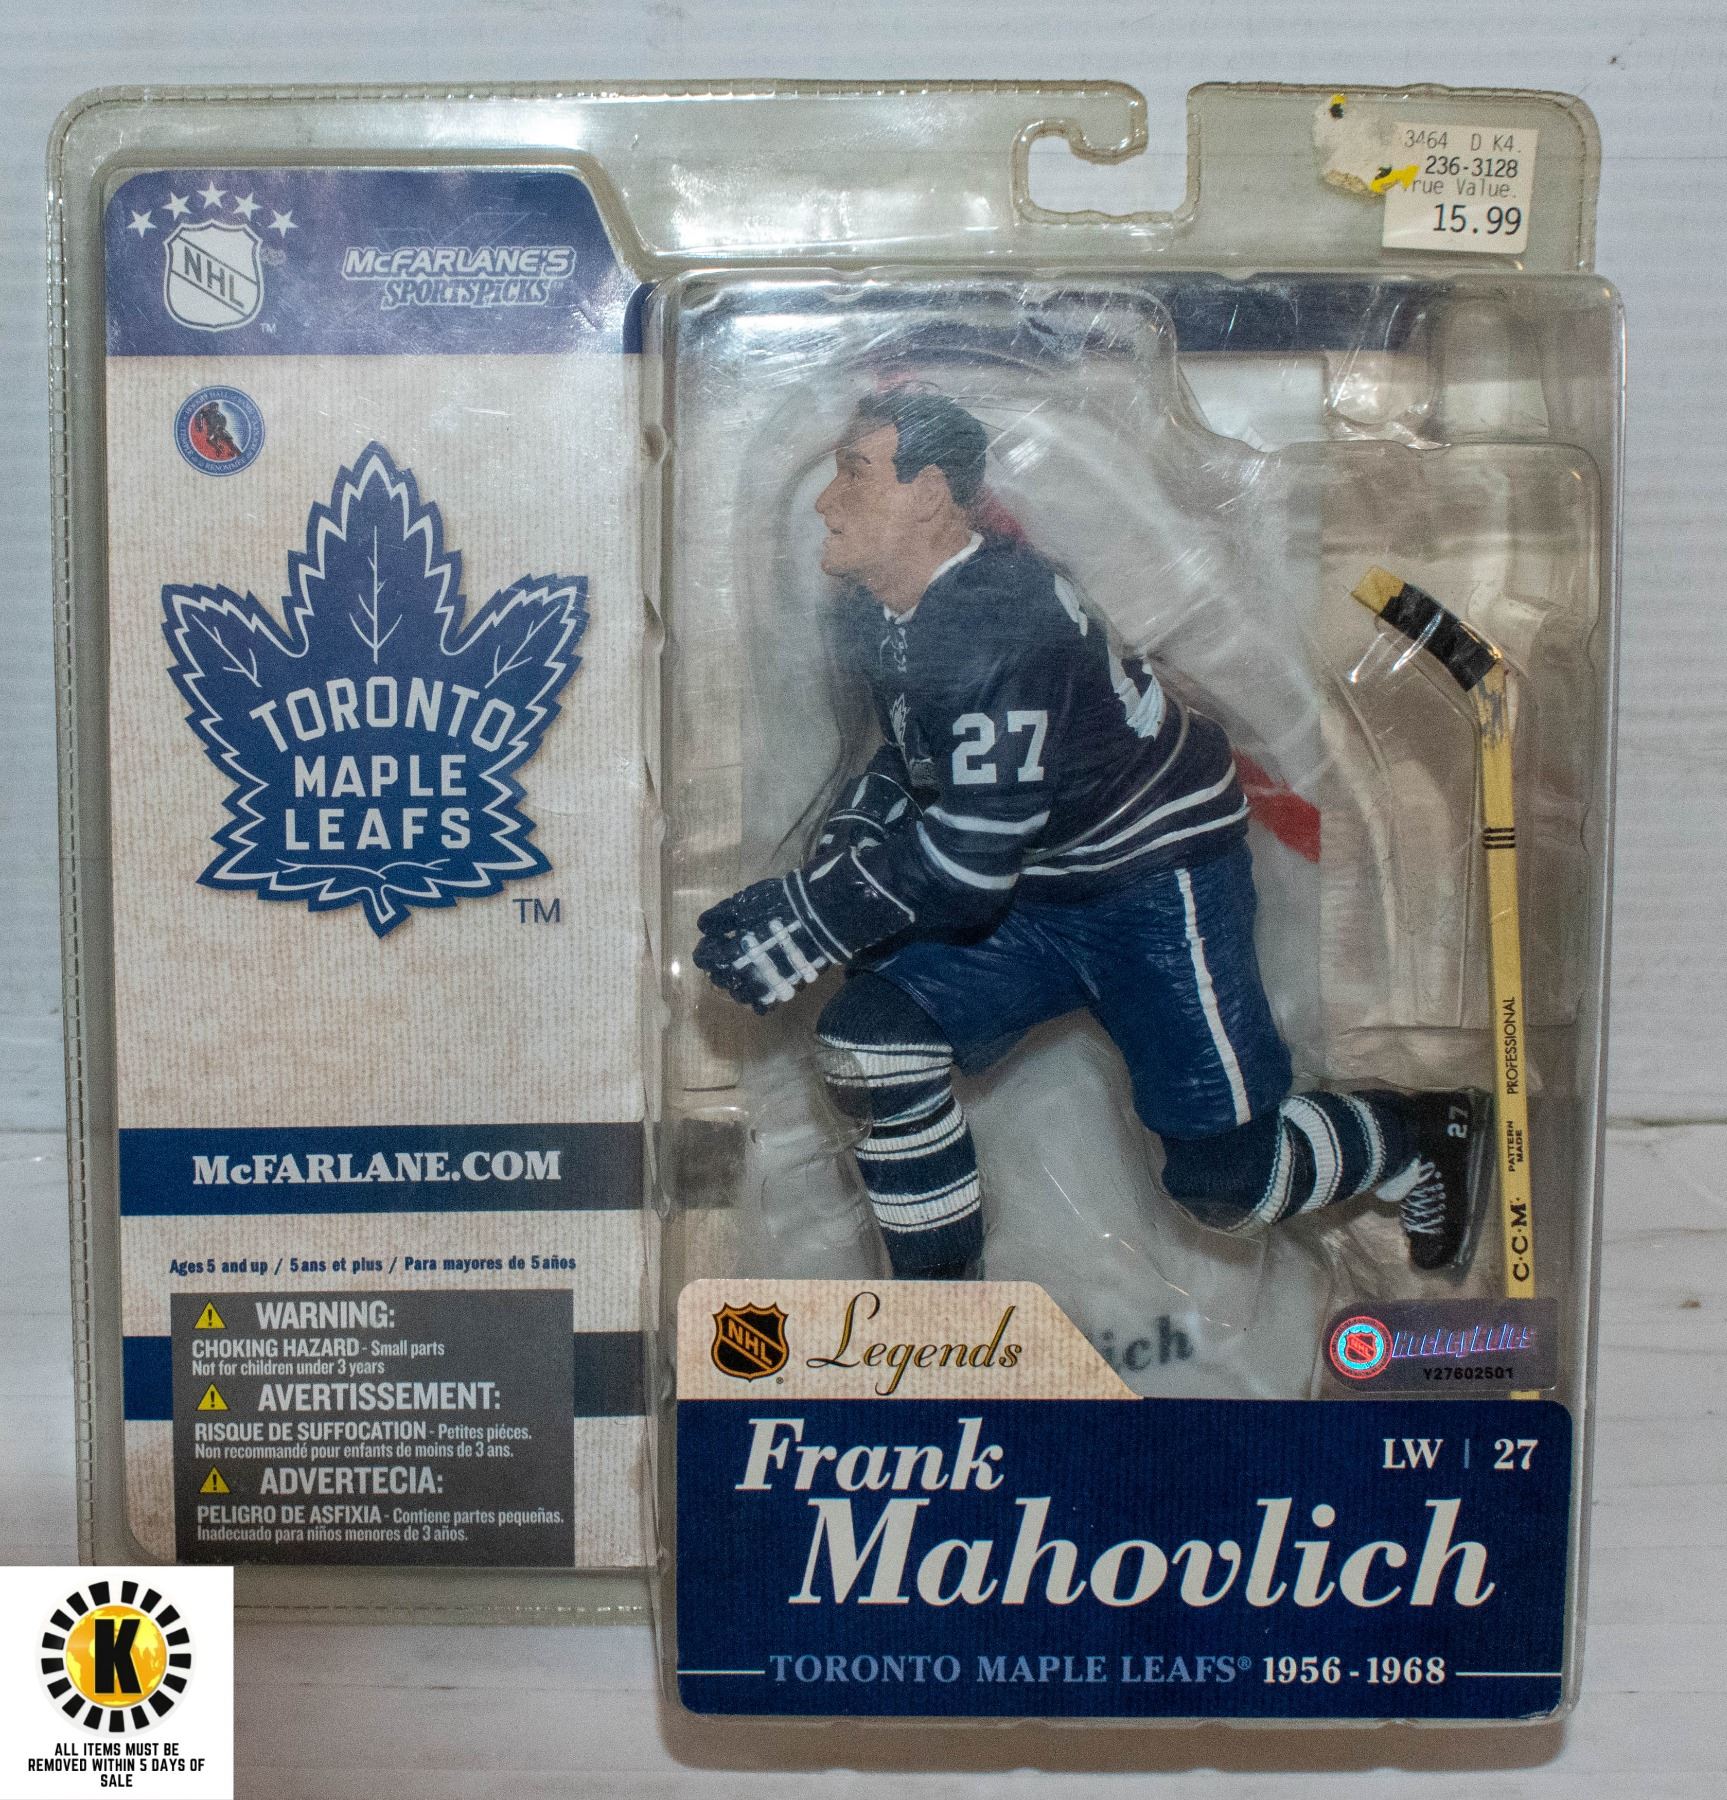 NHL
TM
McFARLANE'S
SPORTSPICKS
3464 D K4.
236-3128
rue Value.
15.99
TORONTO
MAPLE
LEAFS
TM
27
27
PROFESSIONAL
PATTERN
MADE
C·C·M·
McFARLANE.COM
Ages 5 and up / 5 ans et plus / Para mayores de 5 años
WARNING:
CHOKING HAZARD - Small parts
Not for children under 3 years
AVERTISSEMENT:
RISQUE DE SUFFOCATION - Petites piéces.
Non recommandé pour enfants de moins de 3 ans.
ADVERTECIA:
PELIGRO DE ASFIXIA - Contiene partes pequeñas.
Inadecuado para niños menores de 3 años.
NHL
Legends
ich
NHL
Y27602501
Frank
LW | 27
Mahovlich
TORONTO MAPLE LEAFS® 1956-1968
K
ALL ITEMS MUST BE
REMOVED WITHIN 5 DAYS OF
SALE